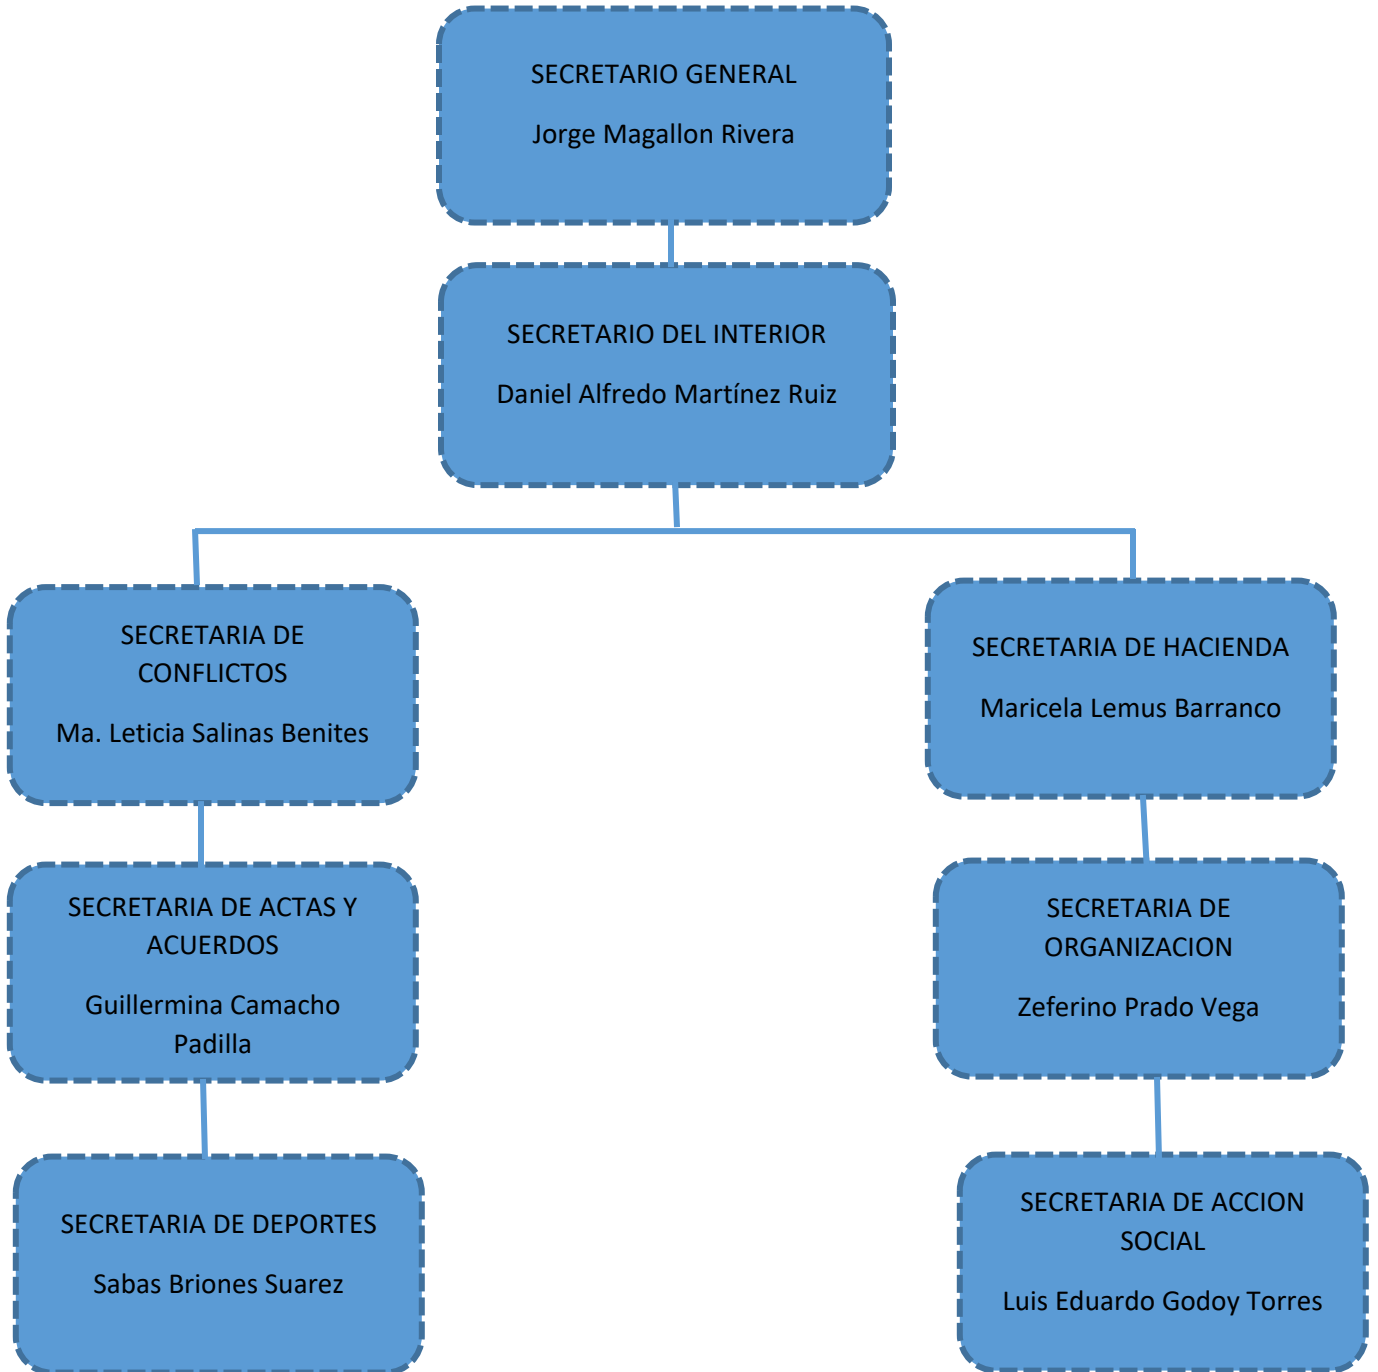 SECRETARIO GENERAL
Jorge Magallon Rivera
SECRETARIO DEL INTERIOR
Daniel Alfredo Martínez Ruiz
SECRETARIA DE
CONFLICTOS
Ma. Leticia Salinas Benites
SECRETARIA DE HACIENDA
Maricela Lemus Barranco
SECRETARIA DE ACTAS Y
ACUERDOS
Guillermina Camacho
Padilla
SECRETARIA DE
ORGANIZACION
Zeferino Prado Vega
SECRETARIA DE DEPORTES
Sabas Briones Suarez
SECRETARIA DE ACCION
SOCIAL
Luis Eduardo Godoy Torres